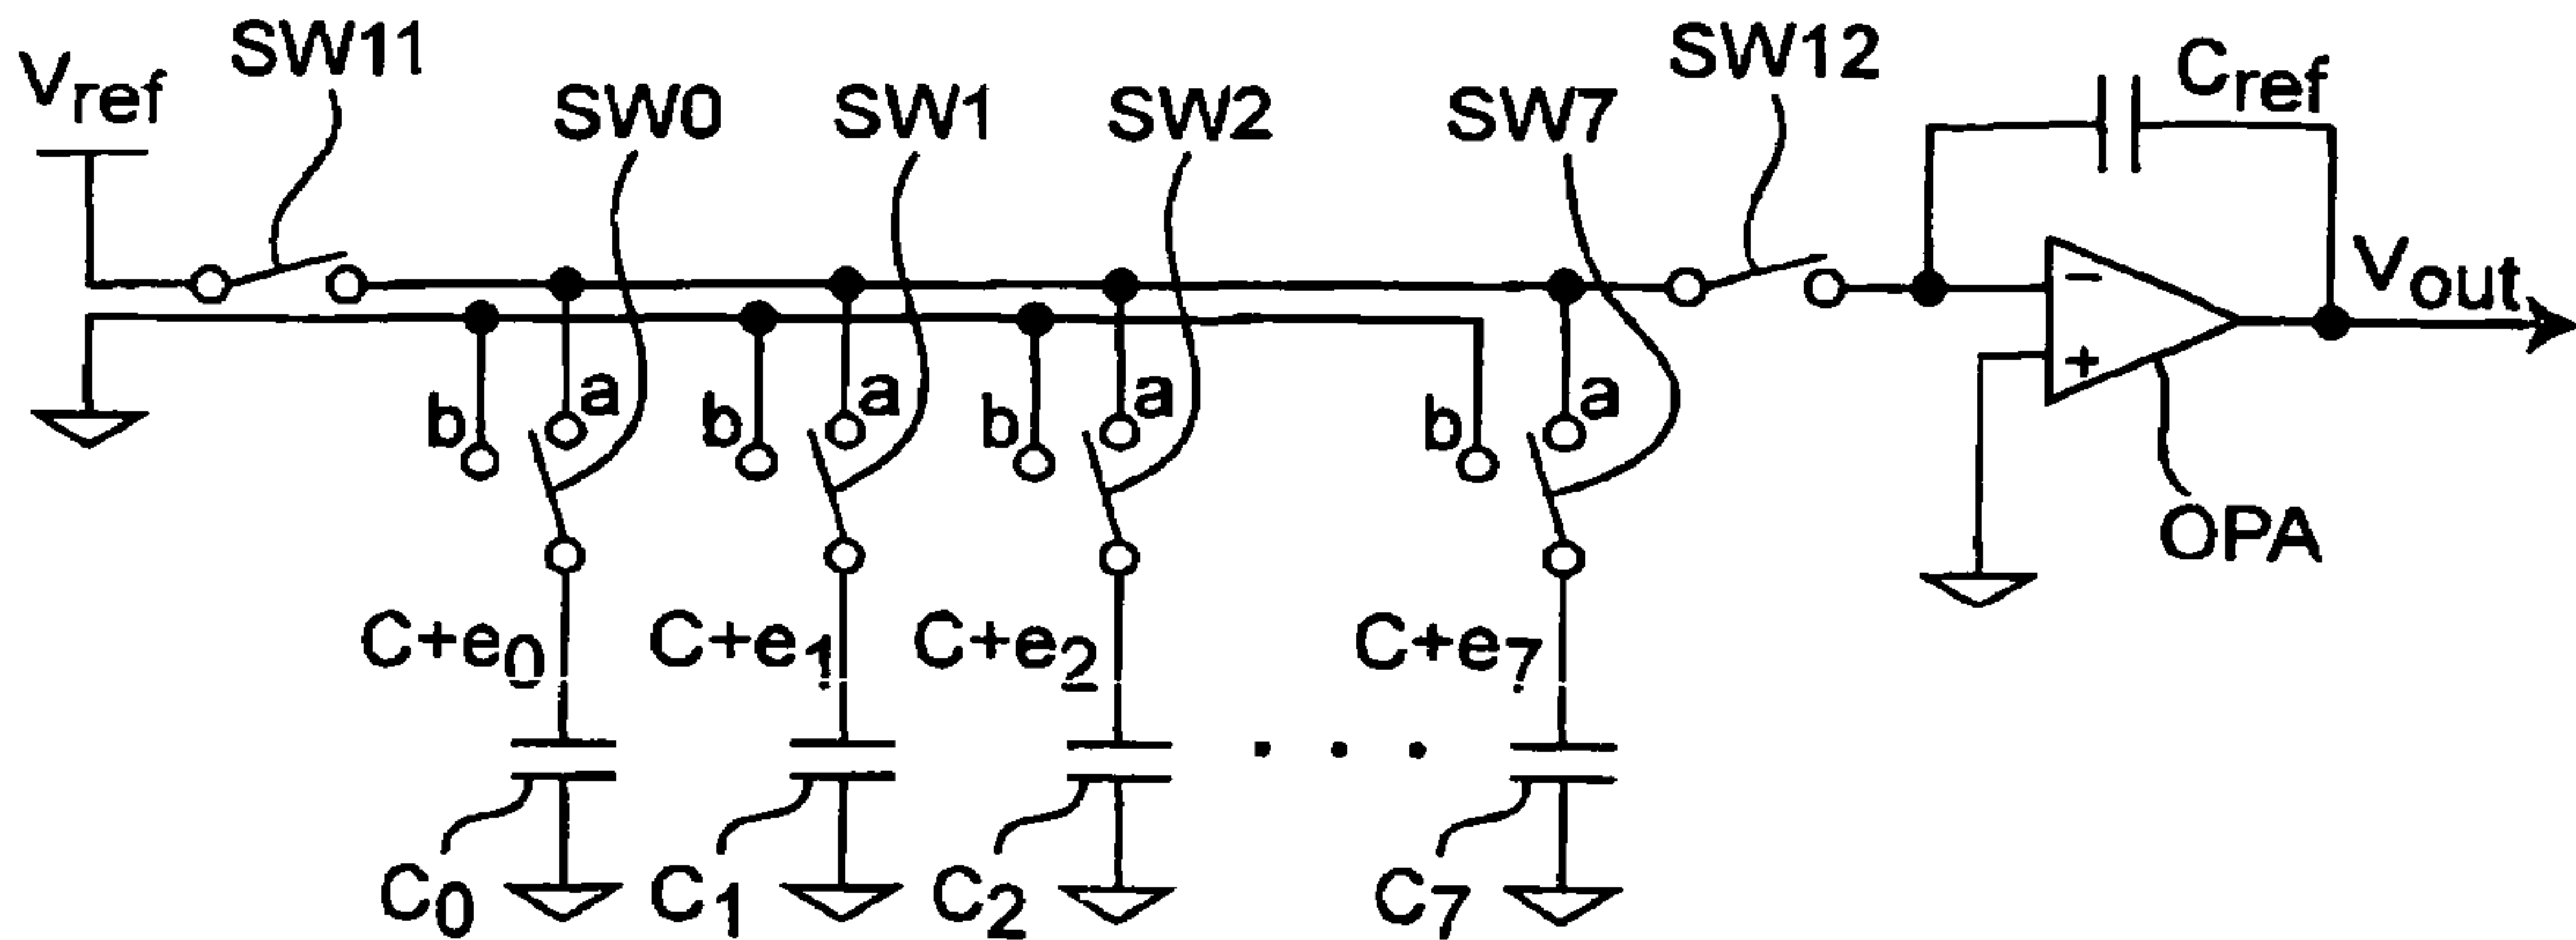 Vref
SW11
SW0
SW1
SW2
SW7
SW12
Cref
Vout
b a b a b a b a
− +
OPA
C+e0 C+e1 C+e2 C+e7
. . .
C0 C1 C2 C7